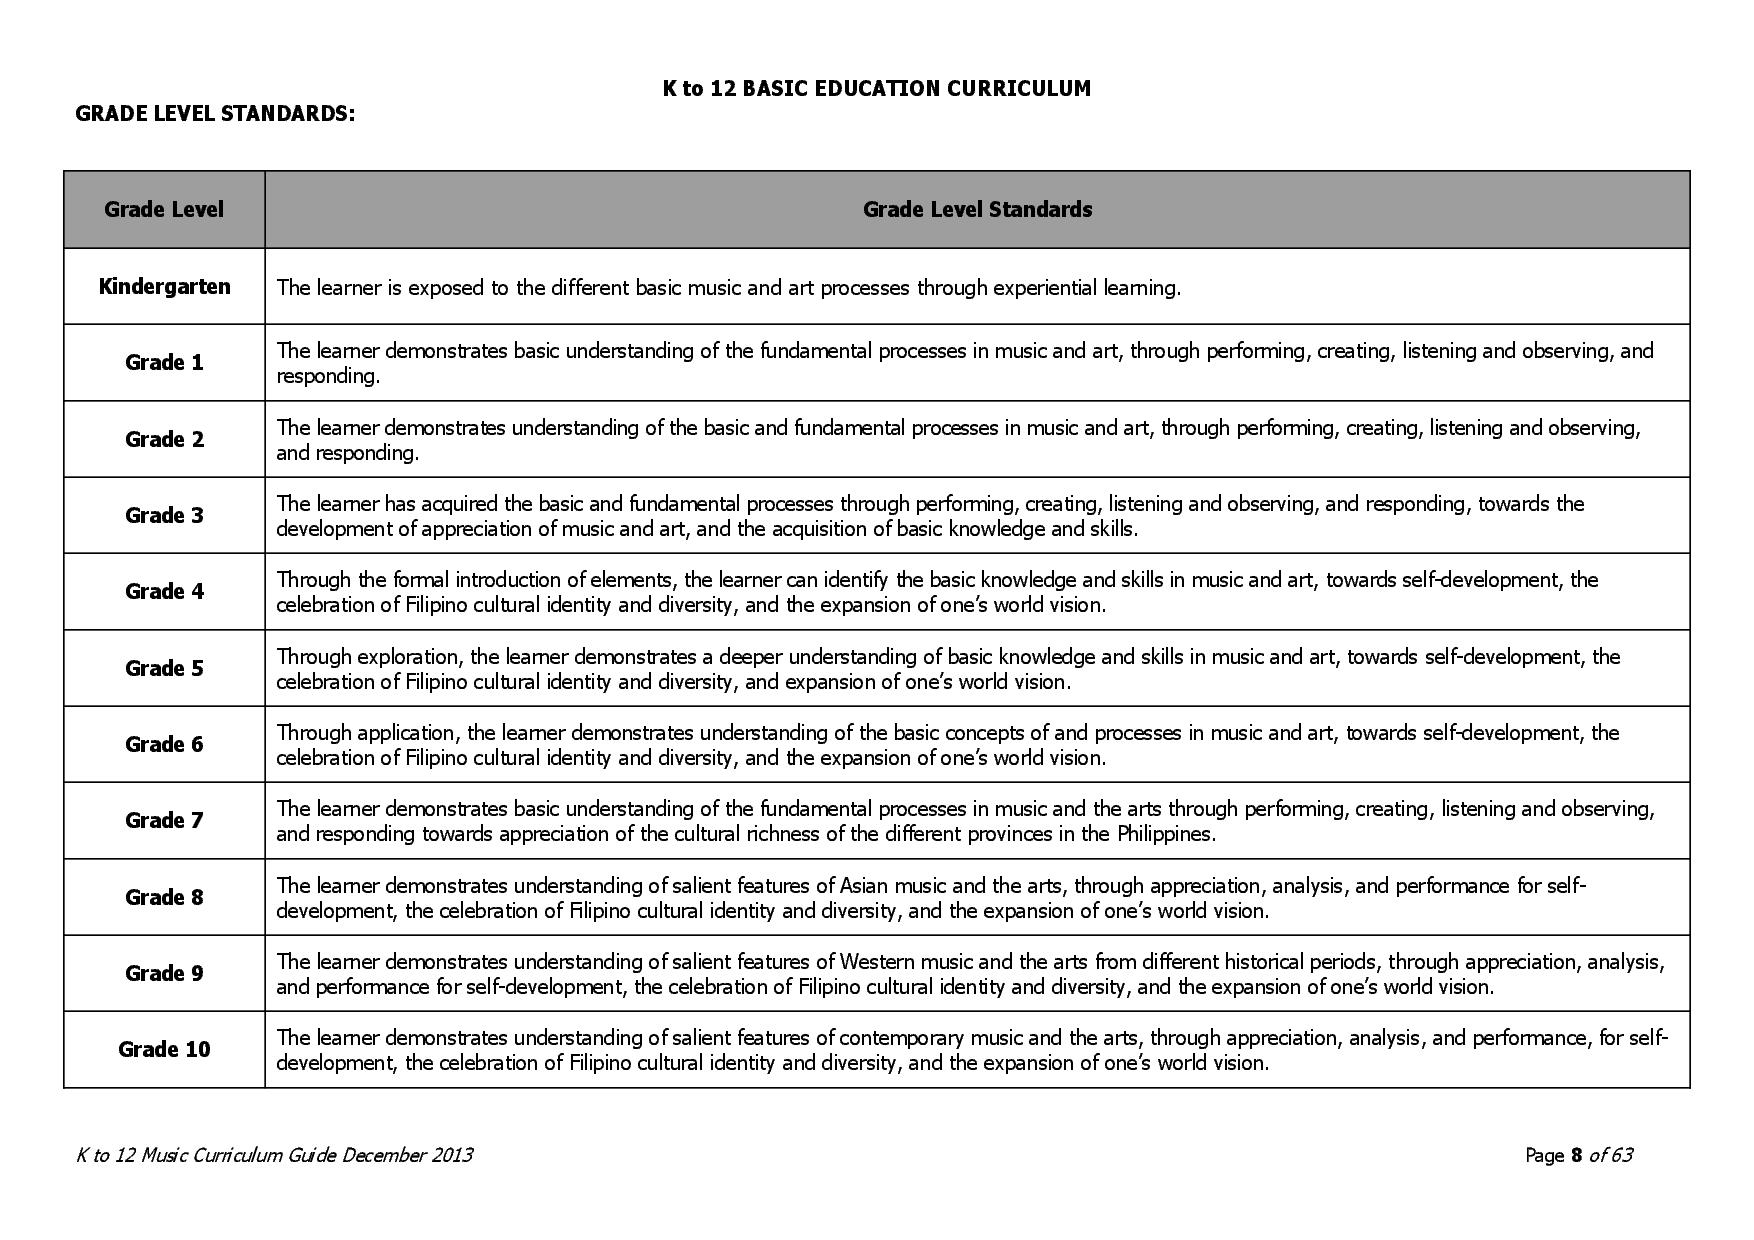 K to 12 BASIC EDUCATION CURRICULUM
GRADE LEVEL STANDARDS:
Grade Level
Grade Level Standards
Kindergarten
The learner is exposed to the different basic music and art processes through experiential learning.
Grade 1
The learner demonstrates basic understanding of the fundamental processes in music and art, through performing, creating, listening and observing, and
responding.
Grade 2
The learner demonstrates understanding of the basic and fundamental processes in music and art, through performing, creating, listening and observing,
and responding.
Grade 3
The learner has acquired the basic and fundamental processes through performing, creating, listening and observing, and responding, towards the
development of appreciation of music and art, and the acquisition of basic knowledge and skills.
Grade 4
Through the formal introduction of elements, the learner can identify the basic knowledge and skills in music and art, towards self-development, the
celebration of Filipino cultural identity and diversity, and the expansion of one’s world vision.
Grade 5
Through exploration, the learner demonstrates a deeper understanding of basic knowledge and skills in music and art, towards self-development, the
celebration of Filipino cultural identity and diversity, and expansion of one’s world vision.
Grade 6
Through application, the learner demonstrates understanding of the basic concepts of and processes in music and art, towards self-development, the
celebration of Filipino cultural identity and diversity, and the expansion of one’s world vision.
Grade 7
The learner demonstrates basic understanding of the fundamental processes in music and the arts through performing, creating, listening and observing,
and responding towards appreciation of the cultural richness of the different provinces in the Philippines.
Grade 8
The learner demonstrates understanding of salient features of Asian music and the arts, through appreciation, analysis, and performance for self-
development, the celebration of Filipino cultural identity and diversity, and the expansion of one’s world vision.
Grade 9
The learner demonstrates understanding of salient features of Western music and the arts from different historical periods, through appreciation, analysis,
and performance for self-development, the celebration of Filipino cultural identity and diversity, and the expansion of one’s world vision.
Grade 10
The learner demonstrates understanding of salient features of contemporary music and the arts, through appreciation, analysis, and performance, for self-
development, the celebration of Filipino cultural identity and diversity, and the expansion of one’s world vision.
K to 12 Music Curriculum Guide December 2013
Page 8 of 63